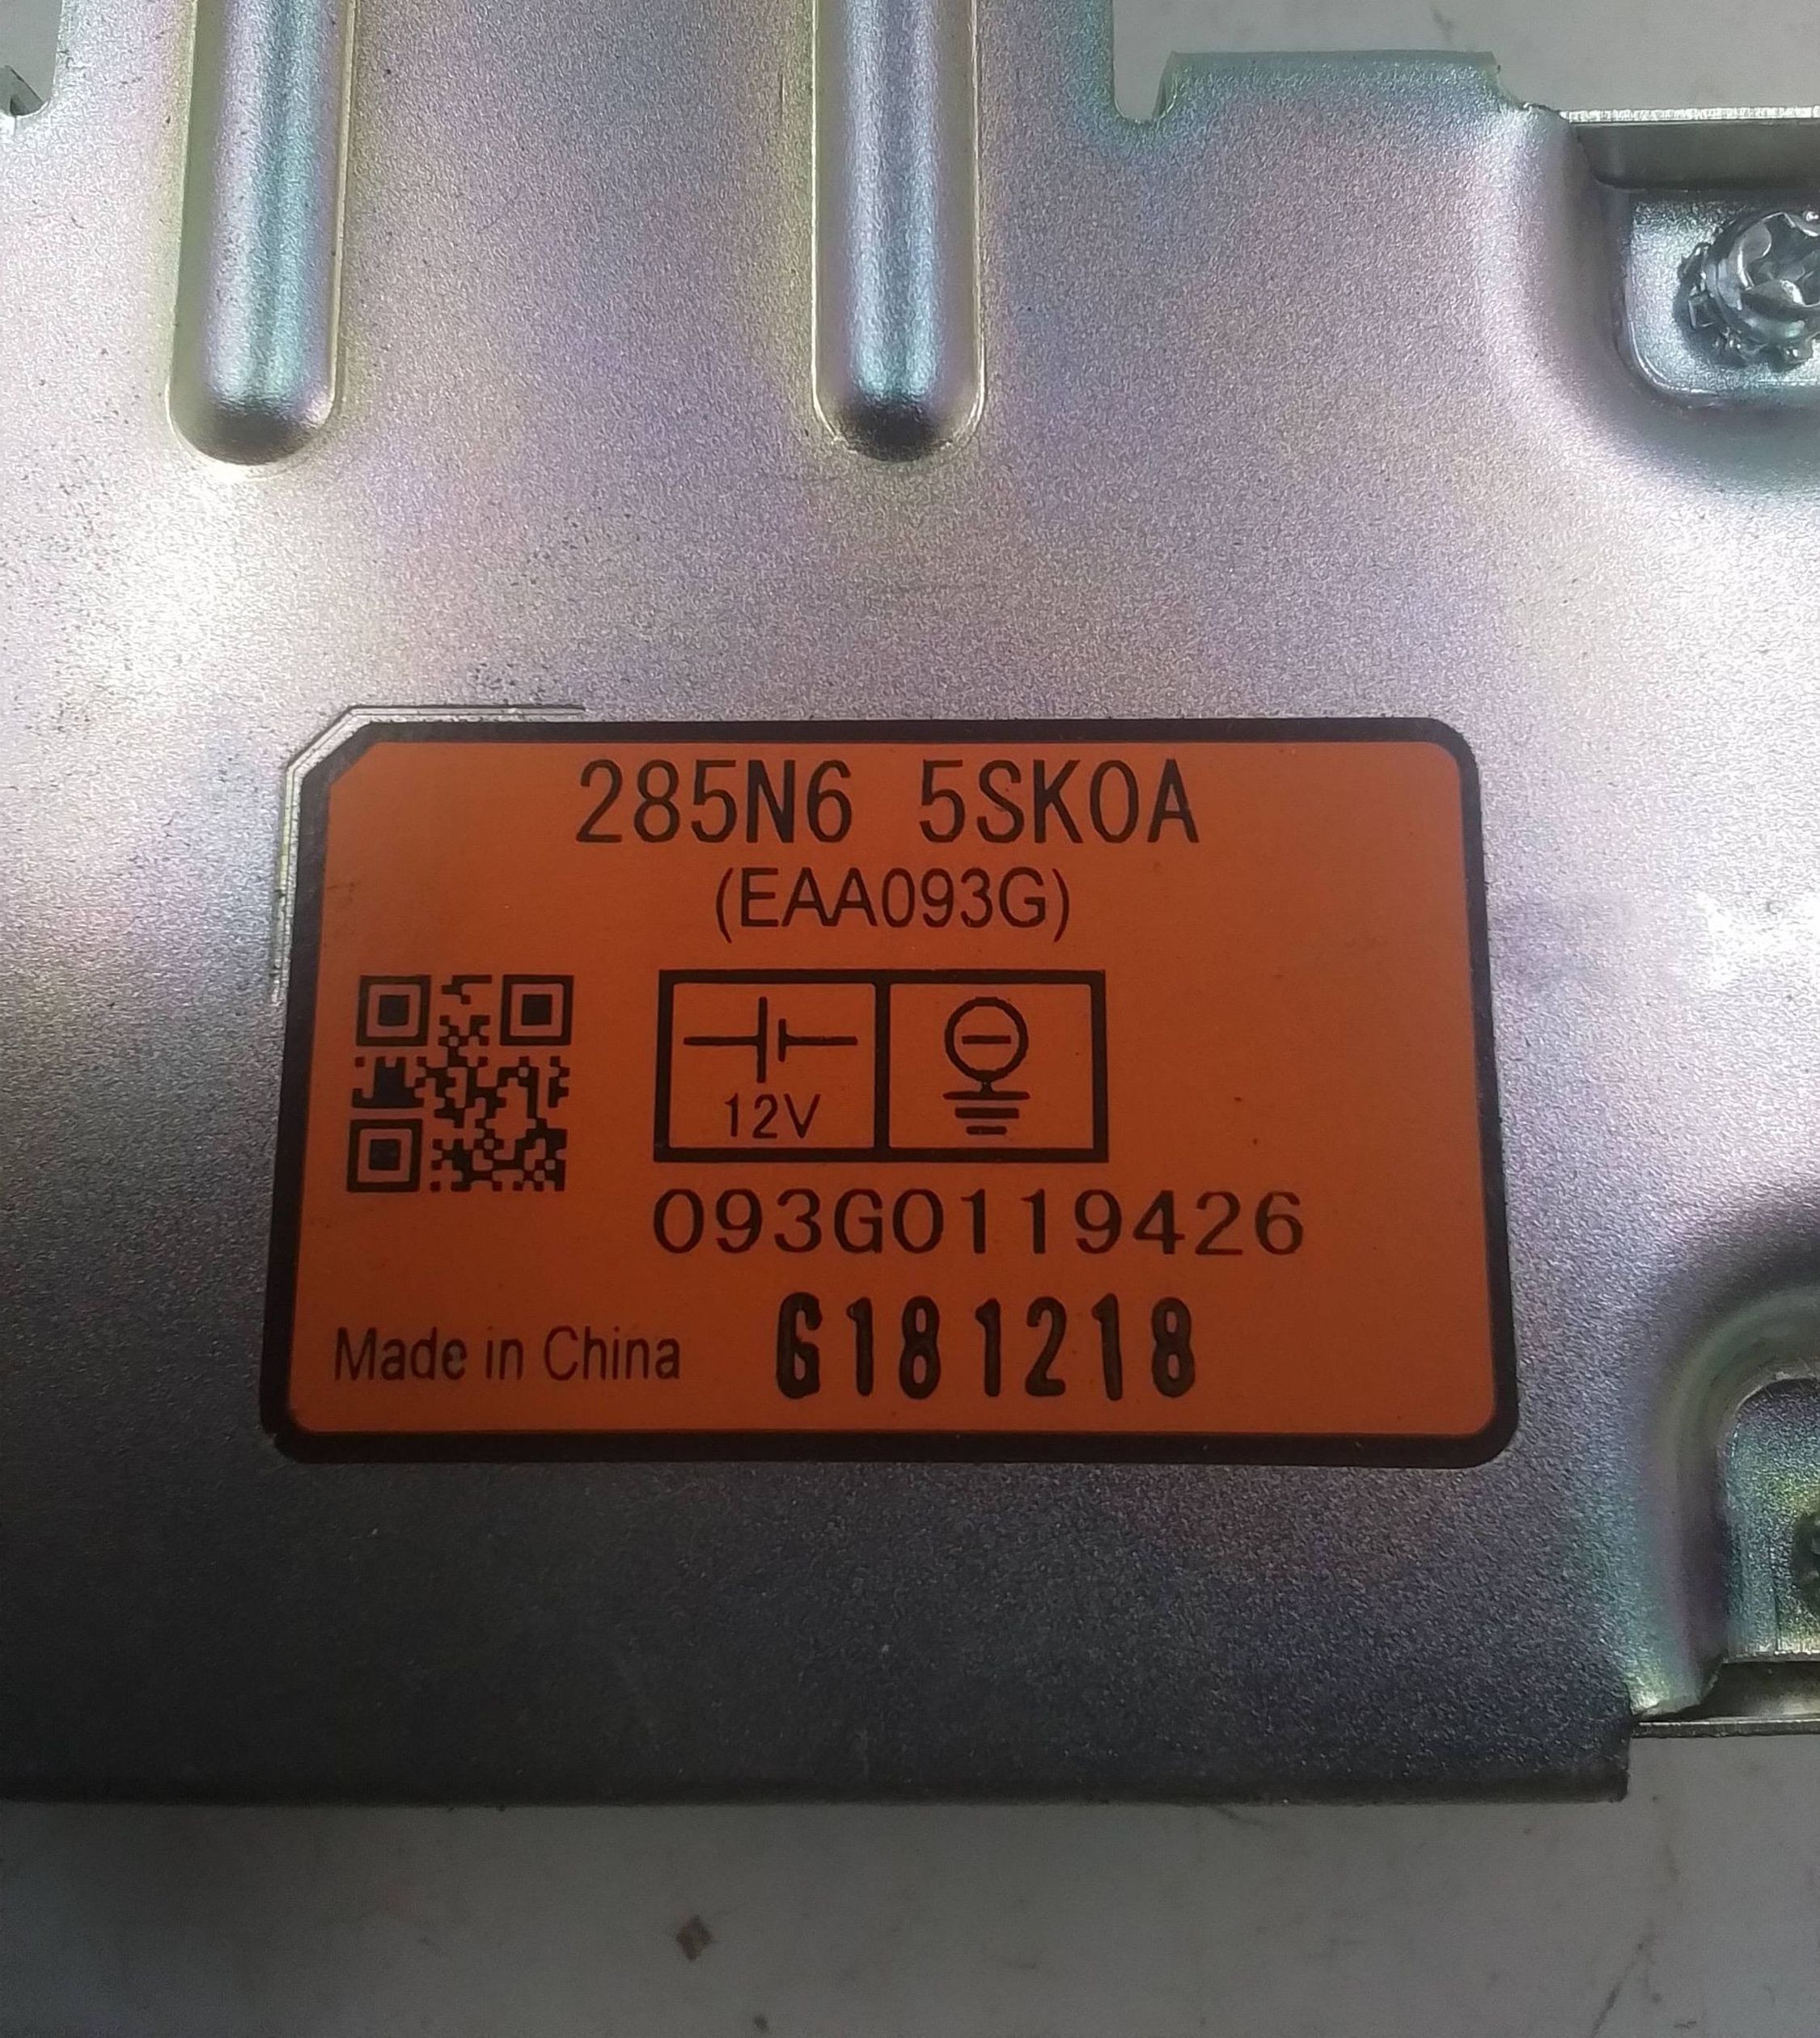 285N6 5SK0A
(EAA093G)
12V
093G0119426
Made in China G181218